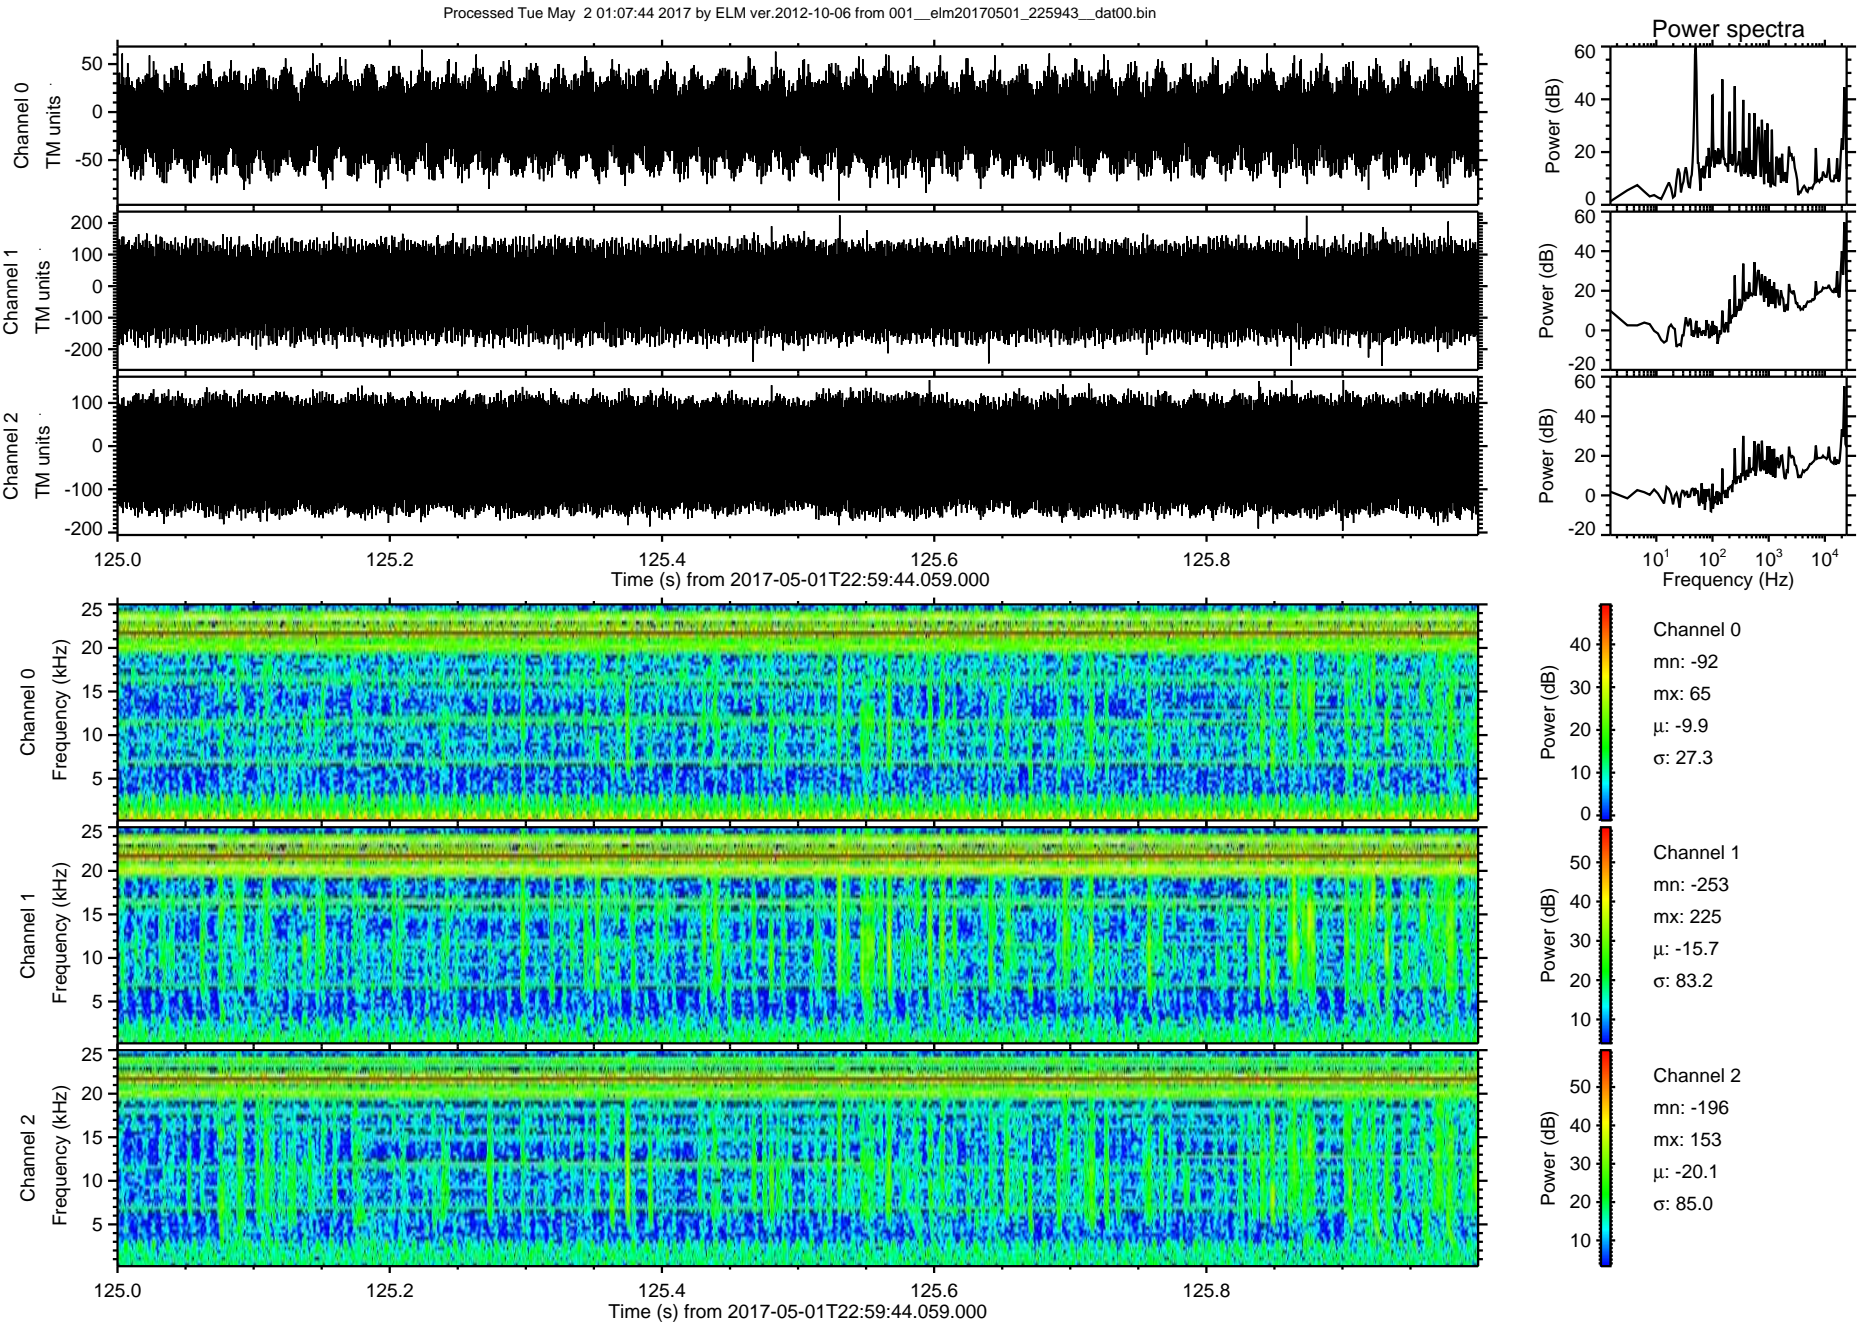 Processed Tue May  2 01:07:44 2017 by ELM ver.2012-10-06 from 001__elm20170501_225943__dat00.bin
Power spectra
Channel 0
TM units
50
0
-50
Power (dB)
60
40
20
0
Channel 1
TM units
200
100
0
-100
-200
Power (dB)
60
40
20
0
-20
Channel 2
TM units
100
0
-100
-200
Power (dB)
60
40
20
0
-20
125.0 125.2 125.4 125.6 125.8
Time (s) from 2017-05-01T22:59:44.059.000
10^1 10^2 10^3 10^4
Frequency (Hz)
Channel 0
Frequency (kHz)
25
20
15
10
5
Power (dB)
40
30
20
10
0
Channel 0
mn: -92
mx: 65
μ: -9.9
σ: 27.3
Channel 1
Frequency (kHz)
25
20
15
10
5
Power (dB)
50
40
30
20
10
Channel 1
mn: -253
mx: 225
μ: -15.7
σ: 83.2
Channel 2
Frequency (kHz)
25
20
15
10
5
Power (dB)
50
40
30
20
10
Channel 2
mn: -196
mx: 153
μ: -20.1
σ: 85.0
125.0 125.2 125.4 125.6 125.8
Time (s) from 2017-05-01T22:59:44.059.000